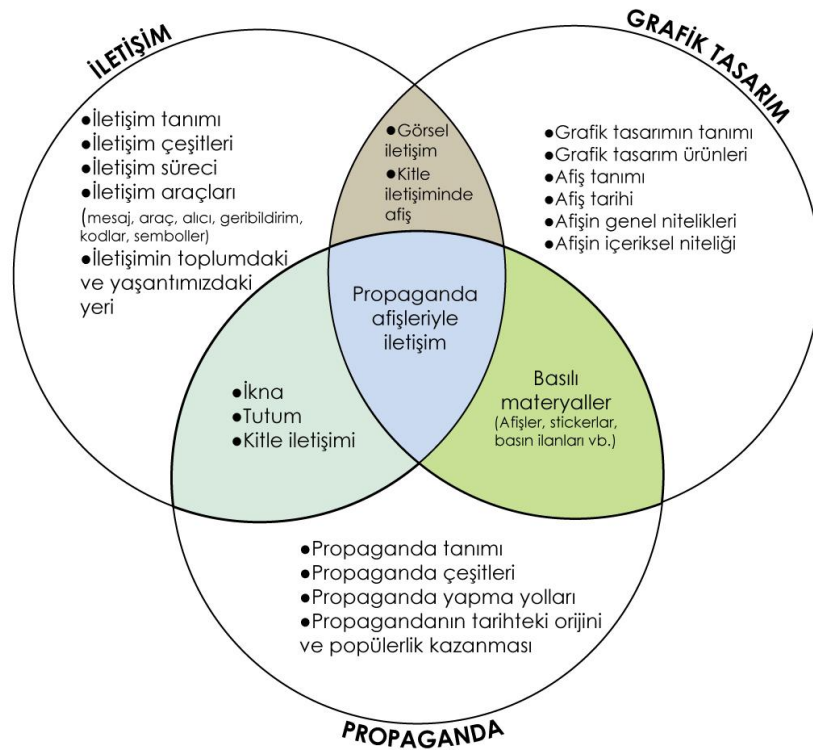 İLETİŞİM
GRAFİK TASARIM
●İletişim tanımı
●İletişim çeşitleri
●İletişim süreci
●İletişim araçları
(mesaj, araç, alıcı, geribildirim,
kodlar, semboller)
●İletişimin toplumdaki
ve yaşantımızdaki
yeri
●Görsel
iletişim
●Kitle
iletişiminde
afiş
●Grafik tasarımın tanımı
●Grafik tasarım ürünleri
●Afiş tanımı
●Afiş tarihi
●Afişin genel nitelikleri
●Afişin içeriksel niteliği
Propaganda
afişleriyle
iletişim
●İkna
●Tutum
●Kitle iletişimi
Basılı
materyaller
(Afişler, stickerlar,
basın ilanları vb.)
●Propaganda tanımı
●Propaganda çeşitleri
●Propaganda yapma yolları
●Propagandanın tarihteki orijini
ve popülerlik kazanması
PROPAGANDA